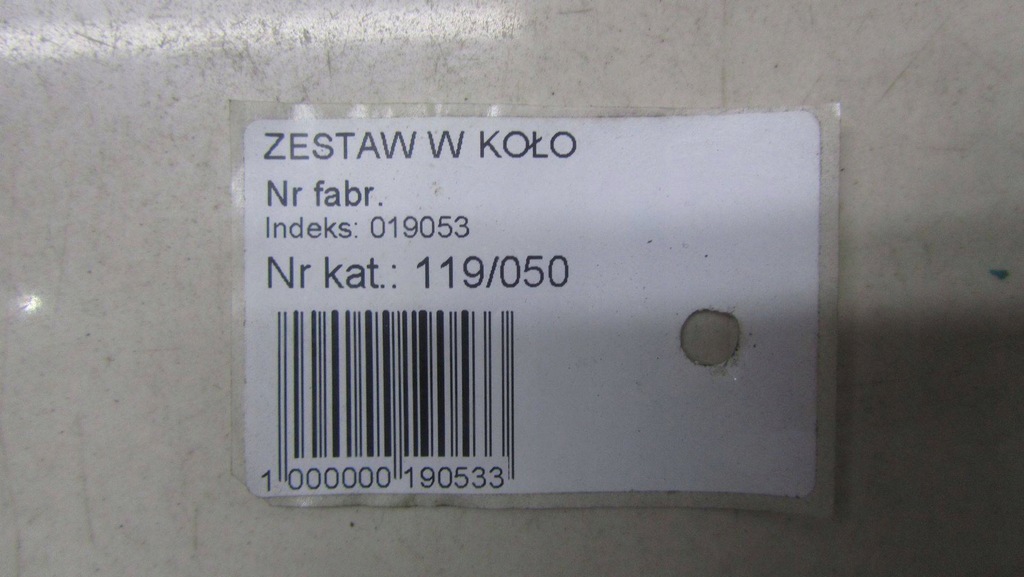 ZESTAW W KOŁO
Nr fabr.
Indeks: 019053
Nr kat.: 119/050
1 000000 190533